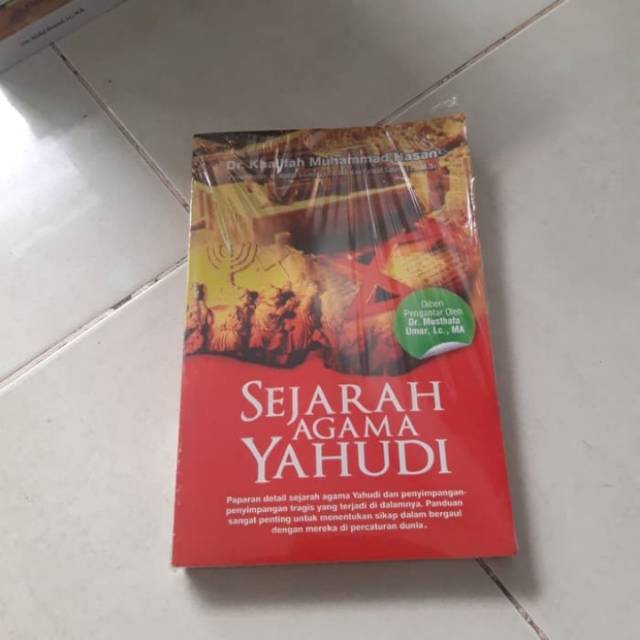 Dr. Khalifah Muhammad Hasan
Diberi
Pengantar Oleh
Dr. Musthafa
Umar, Lc., MA
SEJARAH
AGAMA
YAHUDI
Paparan detail sejarah agama Yahudi dan penyimpangan-
penyimpangan tragis yang terjadi di dalamnya. Panduan
sangat penting untuk menentukan sikap dalam bergaul
dengan mereka di percaturan dunia.